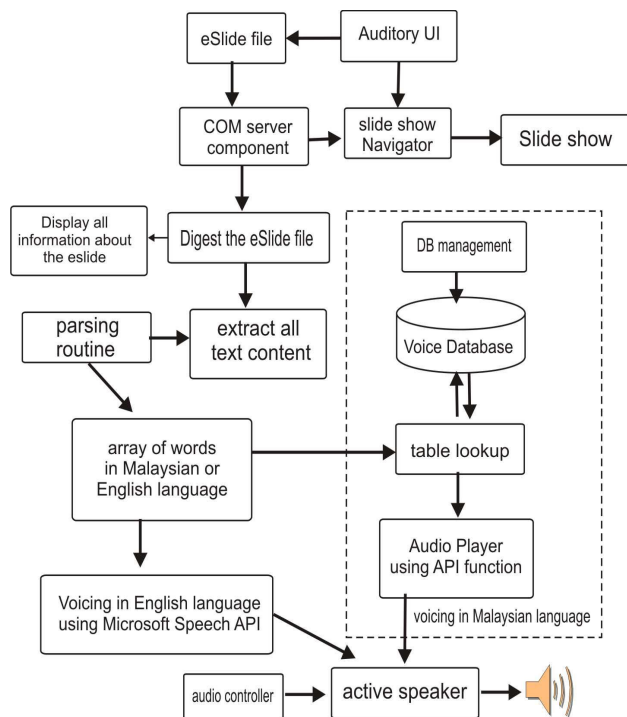 eSlide file
Auditory UI
COM server
component
slide show
Navigator
Slide show
Display all
information about
the eslide
Digest the eSlide file
DB management
parsing
routine
extract all
text content
Voice Database
array of words
in Malaysian or
English language
table lookup
Audio Player
using API function
Voicing in English language
using Microsoft Speech API
voicing in Malaysian language
audio controller
active speaker